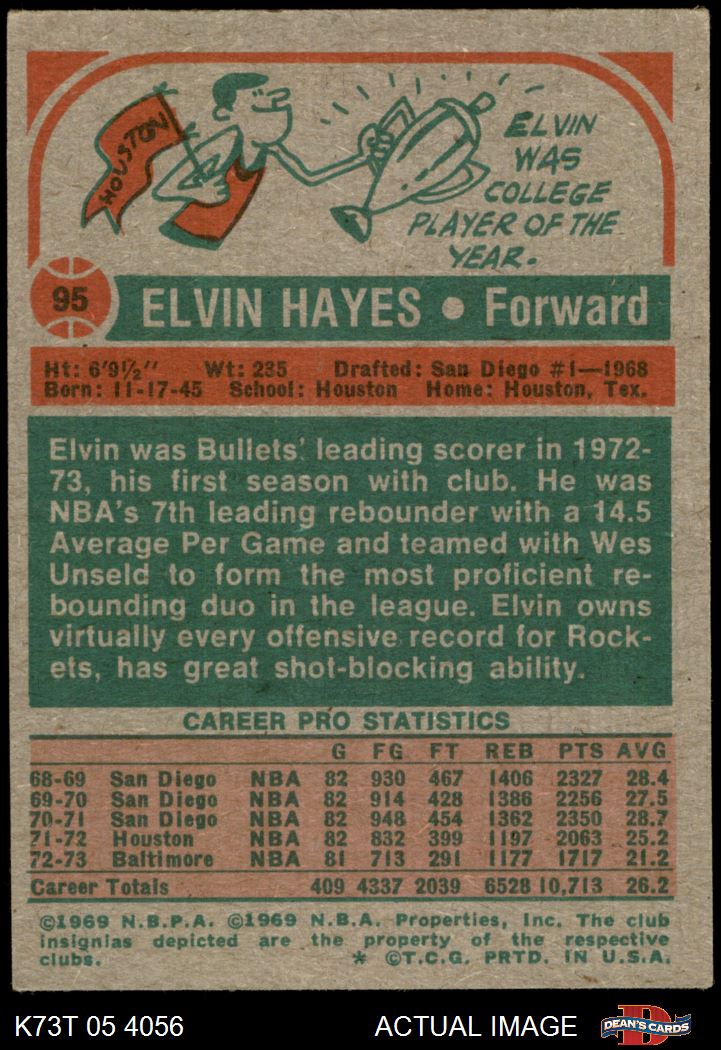 HOUSTON
ELVIN
WAS
COLLEGE
PLAYER OF THE
YEAR.
95
ELVIN HAYES ● Forward
Ht: 6'9½" Wt: 235 Drafted: San Diego #1—1968
Born: 11-17-45 School: Houston Home: Houston, Tex.
Elvin was Bullets' leading scorer in 1972-
73, his first season with club. He was
NBA's 7th leading rebounder with a 14.5
Average Per Game and teamed with Wes
Unseld to form the most proficient re-
bounding duo in the league. Elvin owns
virtually every offensive record for Rock-
ets, has great shot-blocking ability.
CAREER PRO STATISTICS
G FG FT REB PTS AVG
68-69 San Diego NBA 82 930 467 1406 2327 28.4
69-70 San Diego NBA 82 914 428 1386 2256 27.5
70-71 San Diego NBA 82 948 454 1362 2350 28.7
71-72 Houston NBA 82 832 399 1197 2063 25.2
72-73 Baltimore NBA 81 713 291 1177 1717 21.2
Career Totals 409 4337 2039 6528 10,713 26.2
©1969 N.B.P.A. ©1969 N.B.A. Properties, Inc. The club
insignias depicted are the property of the respective
clubs. * ©T.C.G. PRTD. IN U.S.A.
K73T 05 4056 ACTUAL IMAGE
D
DEAN'S CARDS